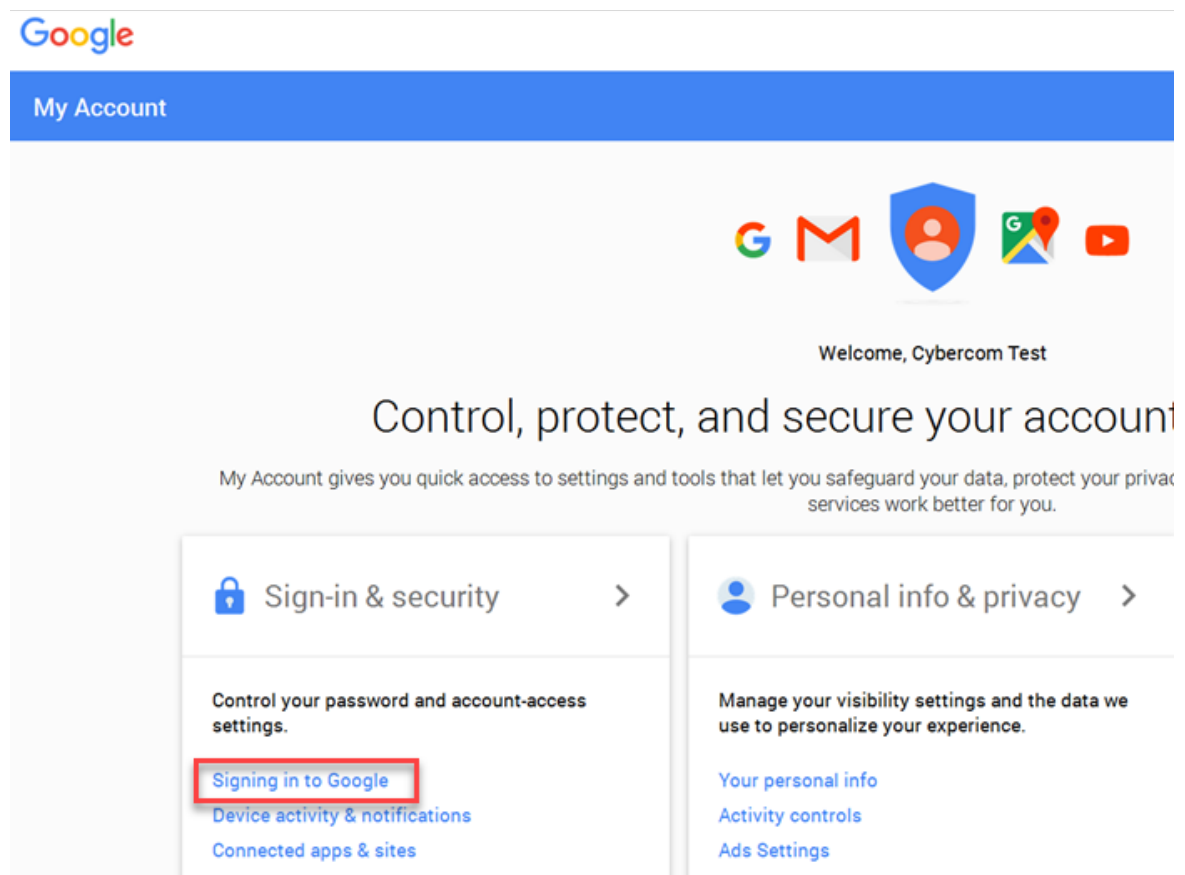 Google
My Account
Welcome, Cybercom Test
Control, protect, and secure your account
My Account gives you quick access to settings and tools that let you safeguard your data, protect your privac
services work better for you.
Sign-in & security
Control your password and account-access
settings.
Signing in to Google
Device activity & notifications
Connected apps & sites
Personal info & privacy
Manage your visibility settings and the data we
use to personalize your experience.
Your personal info
Activity controls
Ads Settings